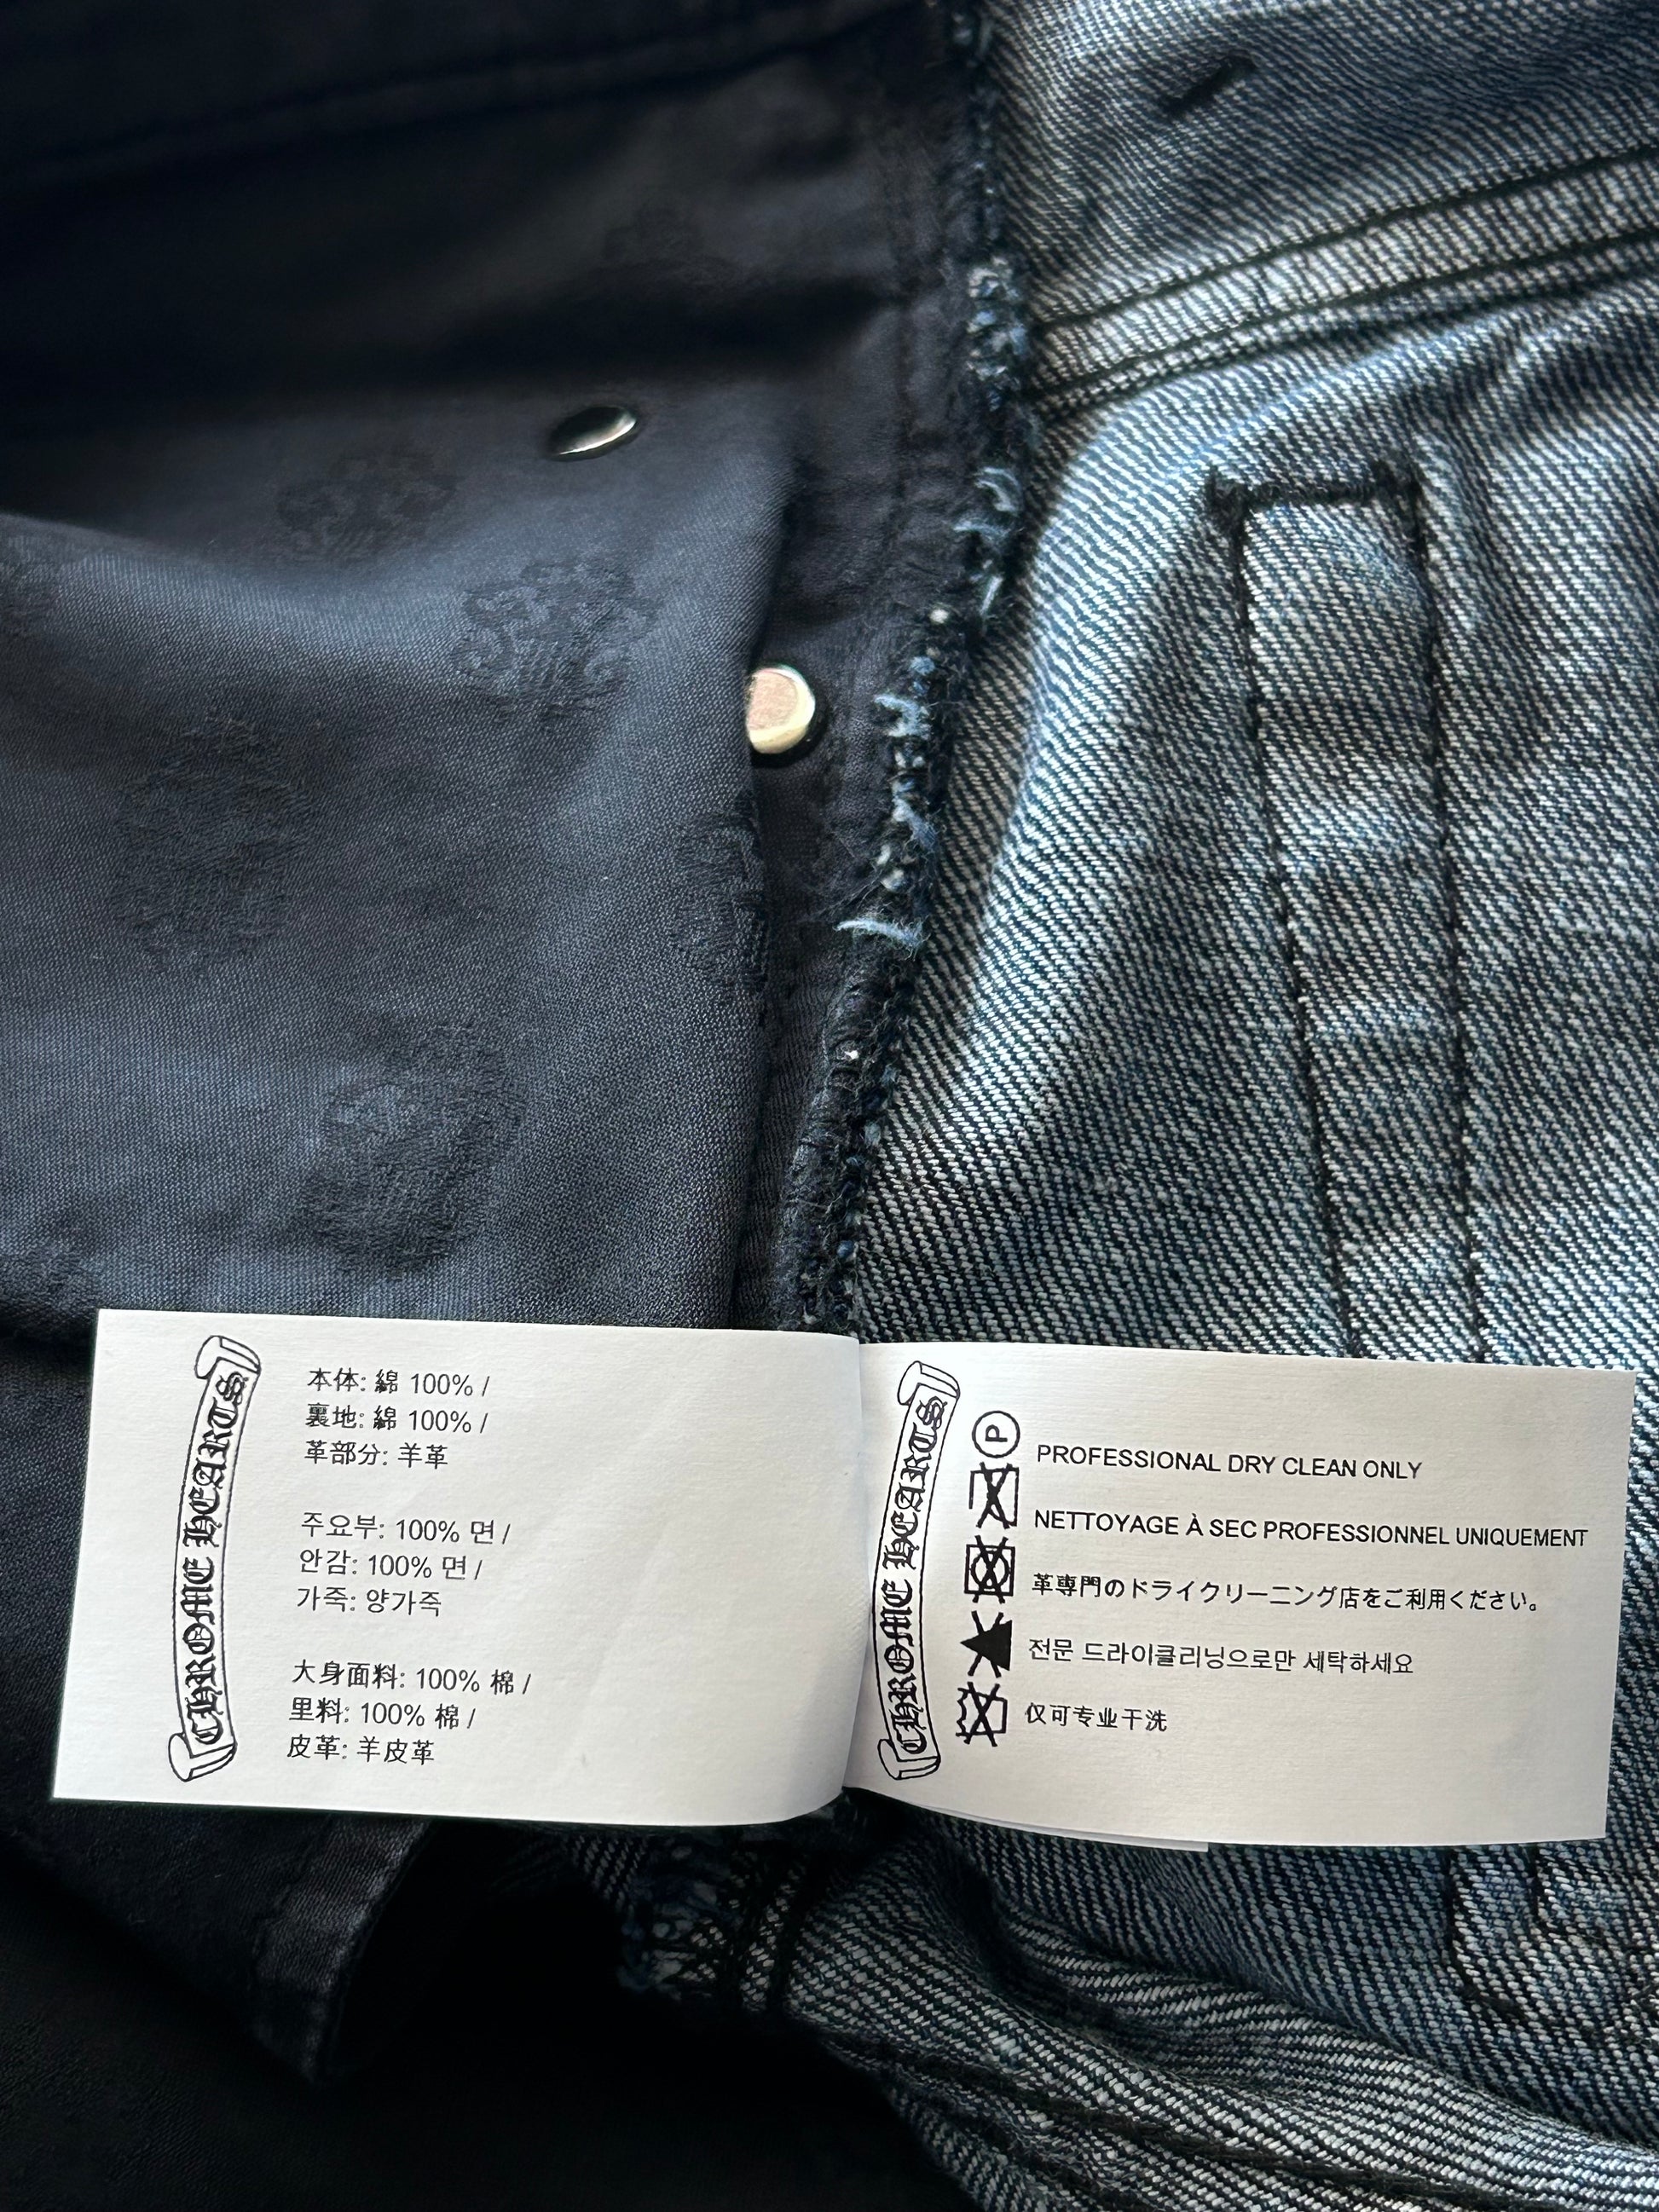 CHROME HEARTS
本体: 綿 100% /
裏地: 綿 100% /
革部分: 羊革
주요부: 100% 면 /
안감: 100% 면 /
가죽: 양가죽
大身面料: 100% 棉 /
里料: 100% 棉 /
皮革: 羊皮革
CHROME HEARTS
P
PROFESSIONAL DRY CLEAN ONLY
NETTOYAGE À SEC PROFESSIONNEL UNIQUEMENT
革専門のドライクリーニング店をご利用ください。
전문 드라이클리닝으로만 세탁하세요
仅可专业干洗